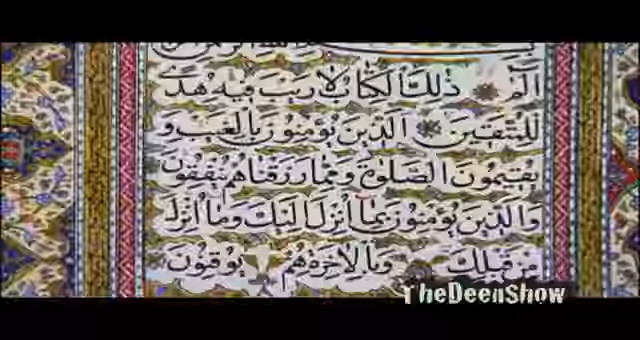 الم ذلك الكتاب لا ريب فيه هدى
للمتقين الذين يؤمنون بالغيب و
يقيمون الصلوة ومما رزقناهم ينفقون
والذين يؤمنون بما انزل اليك وما انزل
من قبلك وبالاخرة هم يوقنون
TheDeenShow